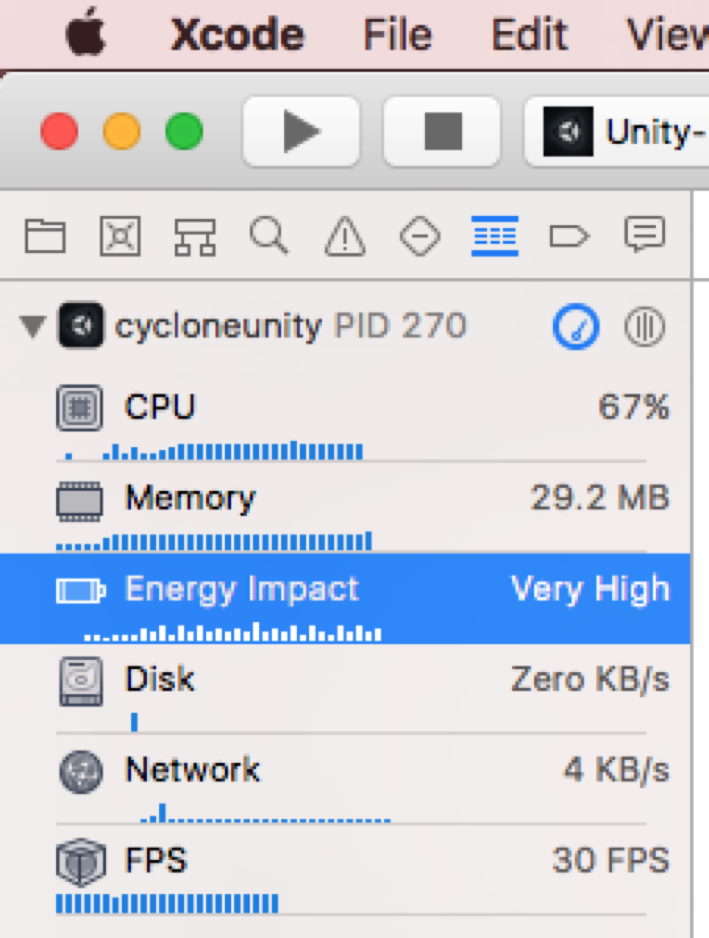 Xcode File Edit View
Unity-
cycloneunity PID 270
CPU 67%
Memory 29.2 MB
Energy Impact Very High
Disk Zero KB/s
Network 4 KB/s
FPS 30 FPS